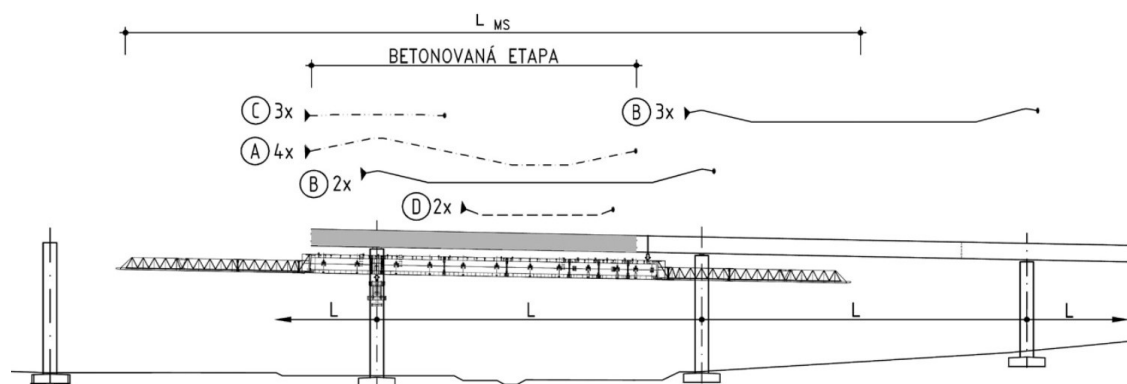 L MS
BETONOVANÁ ETAPA
C 3x
B 3x
A 4x
B 2x
D 2x
L L L L